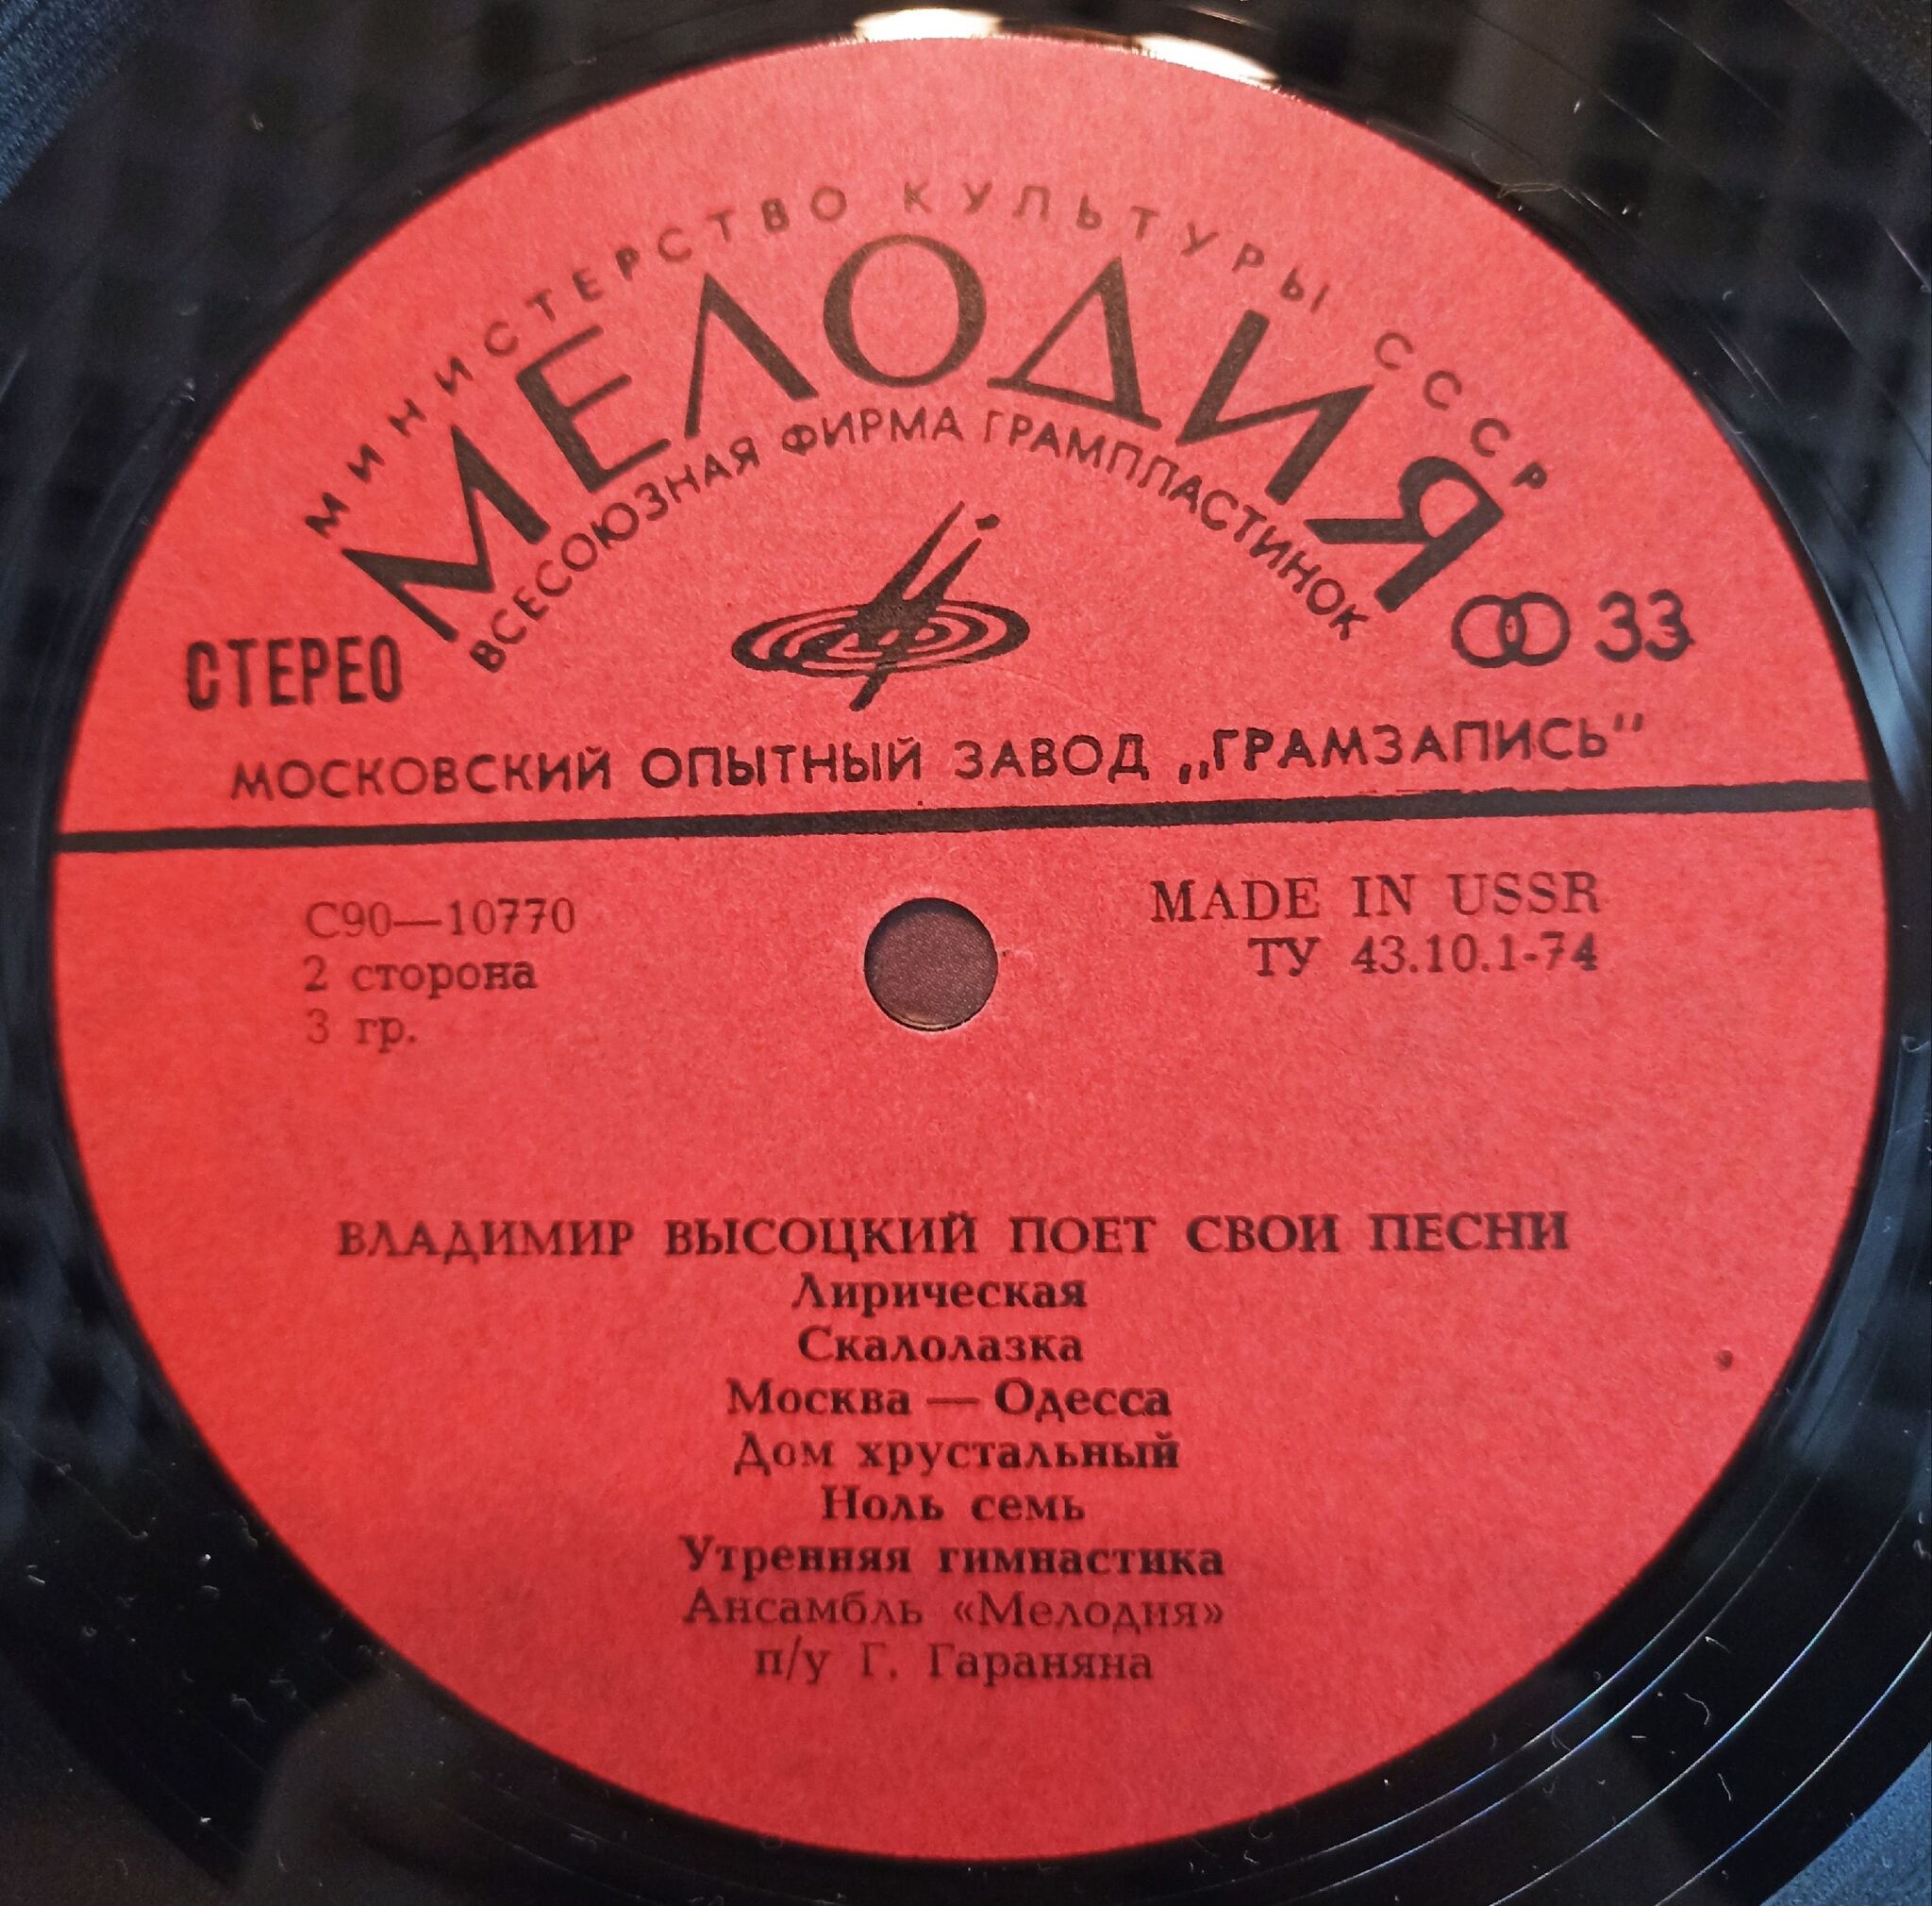 МИНИСТЕРСТВО КУЛЬТУРЫ СССР
МЕЛОДИЯ
ВСЕСОЮЗНАЯ ФИРМА ГРАМПЛАСТИНОК
СТЕРЕО
33
МОСКОВСКИЙ ОПЫТНЫЙ ЗАВОД „ГРАМЗАПИСЬ"
С90—10770
2 сторона
3 гр.
MADE IN USSR
ТУ 43.10.1-74
ВЛАДИМИР ВЫСОЦКИЙ ПОЕТ СВОИ ПЕСНИ
Лирическая
Скалолазка
Москва — Одесса
Дом хрустальный
Ноль семь
Утренняя гимнастика
Ансамбль «Мелодия»
п/у Г. Гараняна